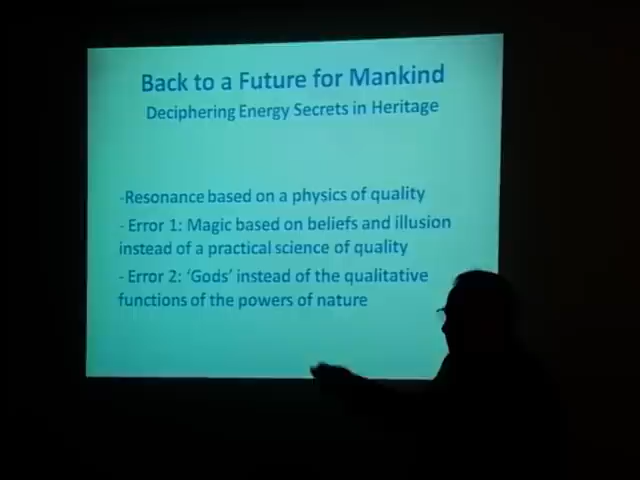 Back to a Future for Mankind
Deciphering Energy Secrets in Heritage
-Resonance based on a physics of quality
- Error 1: Magic based on beliefs and illusion
instead of a practical science of quality
- Error 2: 'Gods' instead of the qualitative
functions of the powers of nature